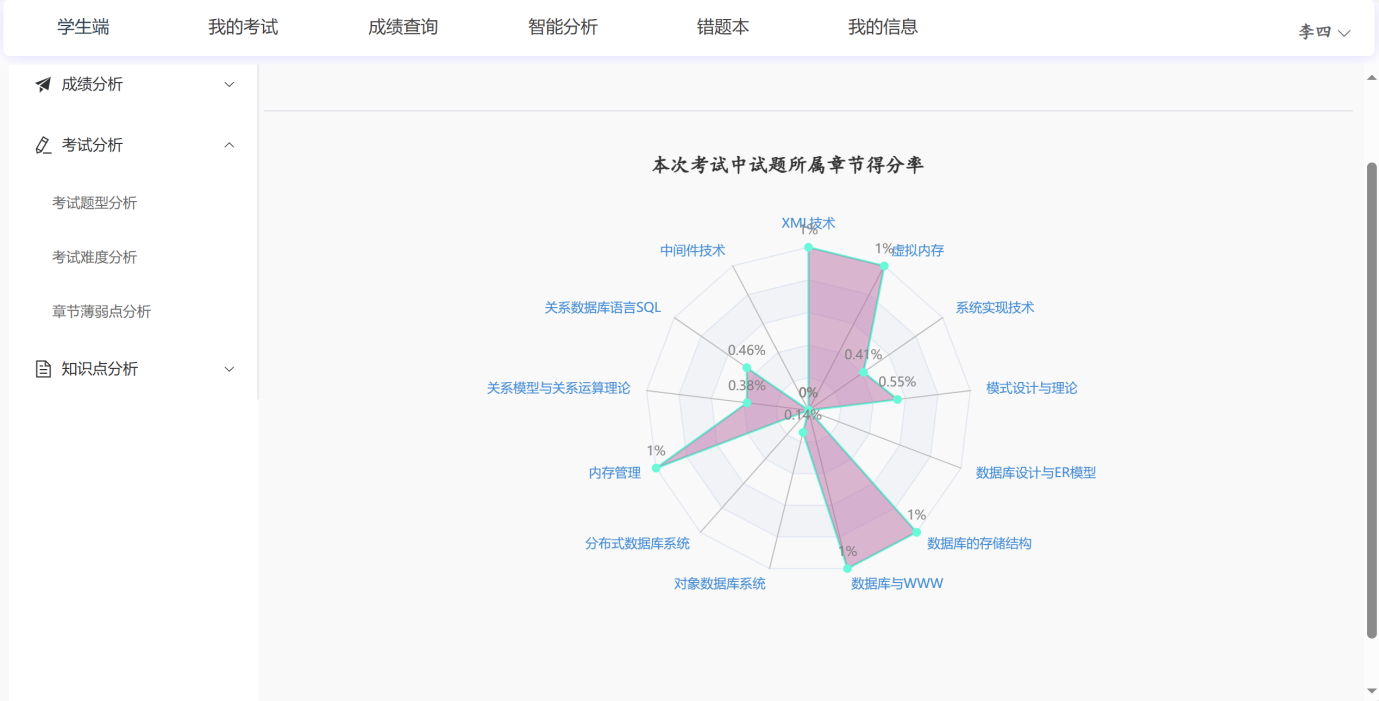 学生端 我的考试 成绩查询 智能分析 错题本 我的信息 李四
成绩分析
考试分析
考试题型分析
考试难度分析
章节薄弱点分析
知识点分析
本次考试中试题所属章节得分率
XML技术
1%
中间件技术
1%
虚拟内存
关系数据库语言SQL
系统实现技术
0.46%
0.41%
关系模型与关系运算理论
0.38%
0.55%
模式设计与理论
0%
0.14%
1%
内存管理
数据库设计与ER模型
1%
分布式数据库系统
数据库的存储结构
1%
对象数据库系统
数据库与WWW